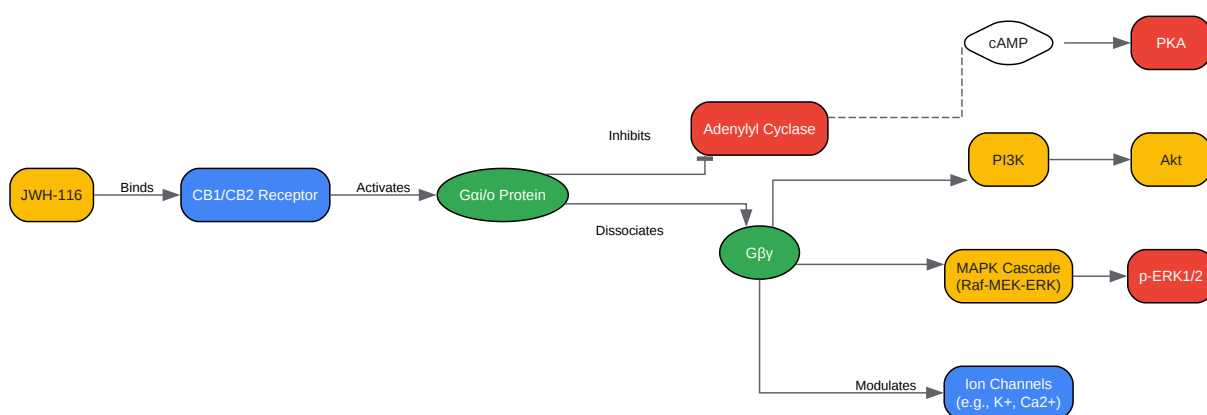 JWH-116
Binds
CB1/CB2 Receptor
Activates
Gαi/o Protein
Inhibits
Dissociates
Adenylyl Cyclase
cAMP
PKA
Gβγ
PI3K
Akt
MAPK Cascade
(Raf-MEK-ERK)
p-ERK1/2
Modulates
Ion Channels
(e.g., K+, Ca2+)